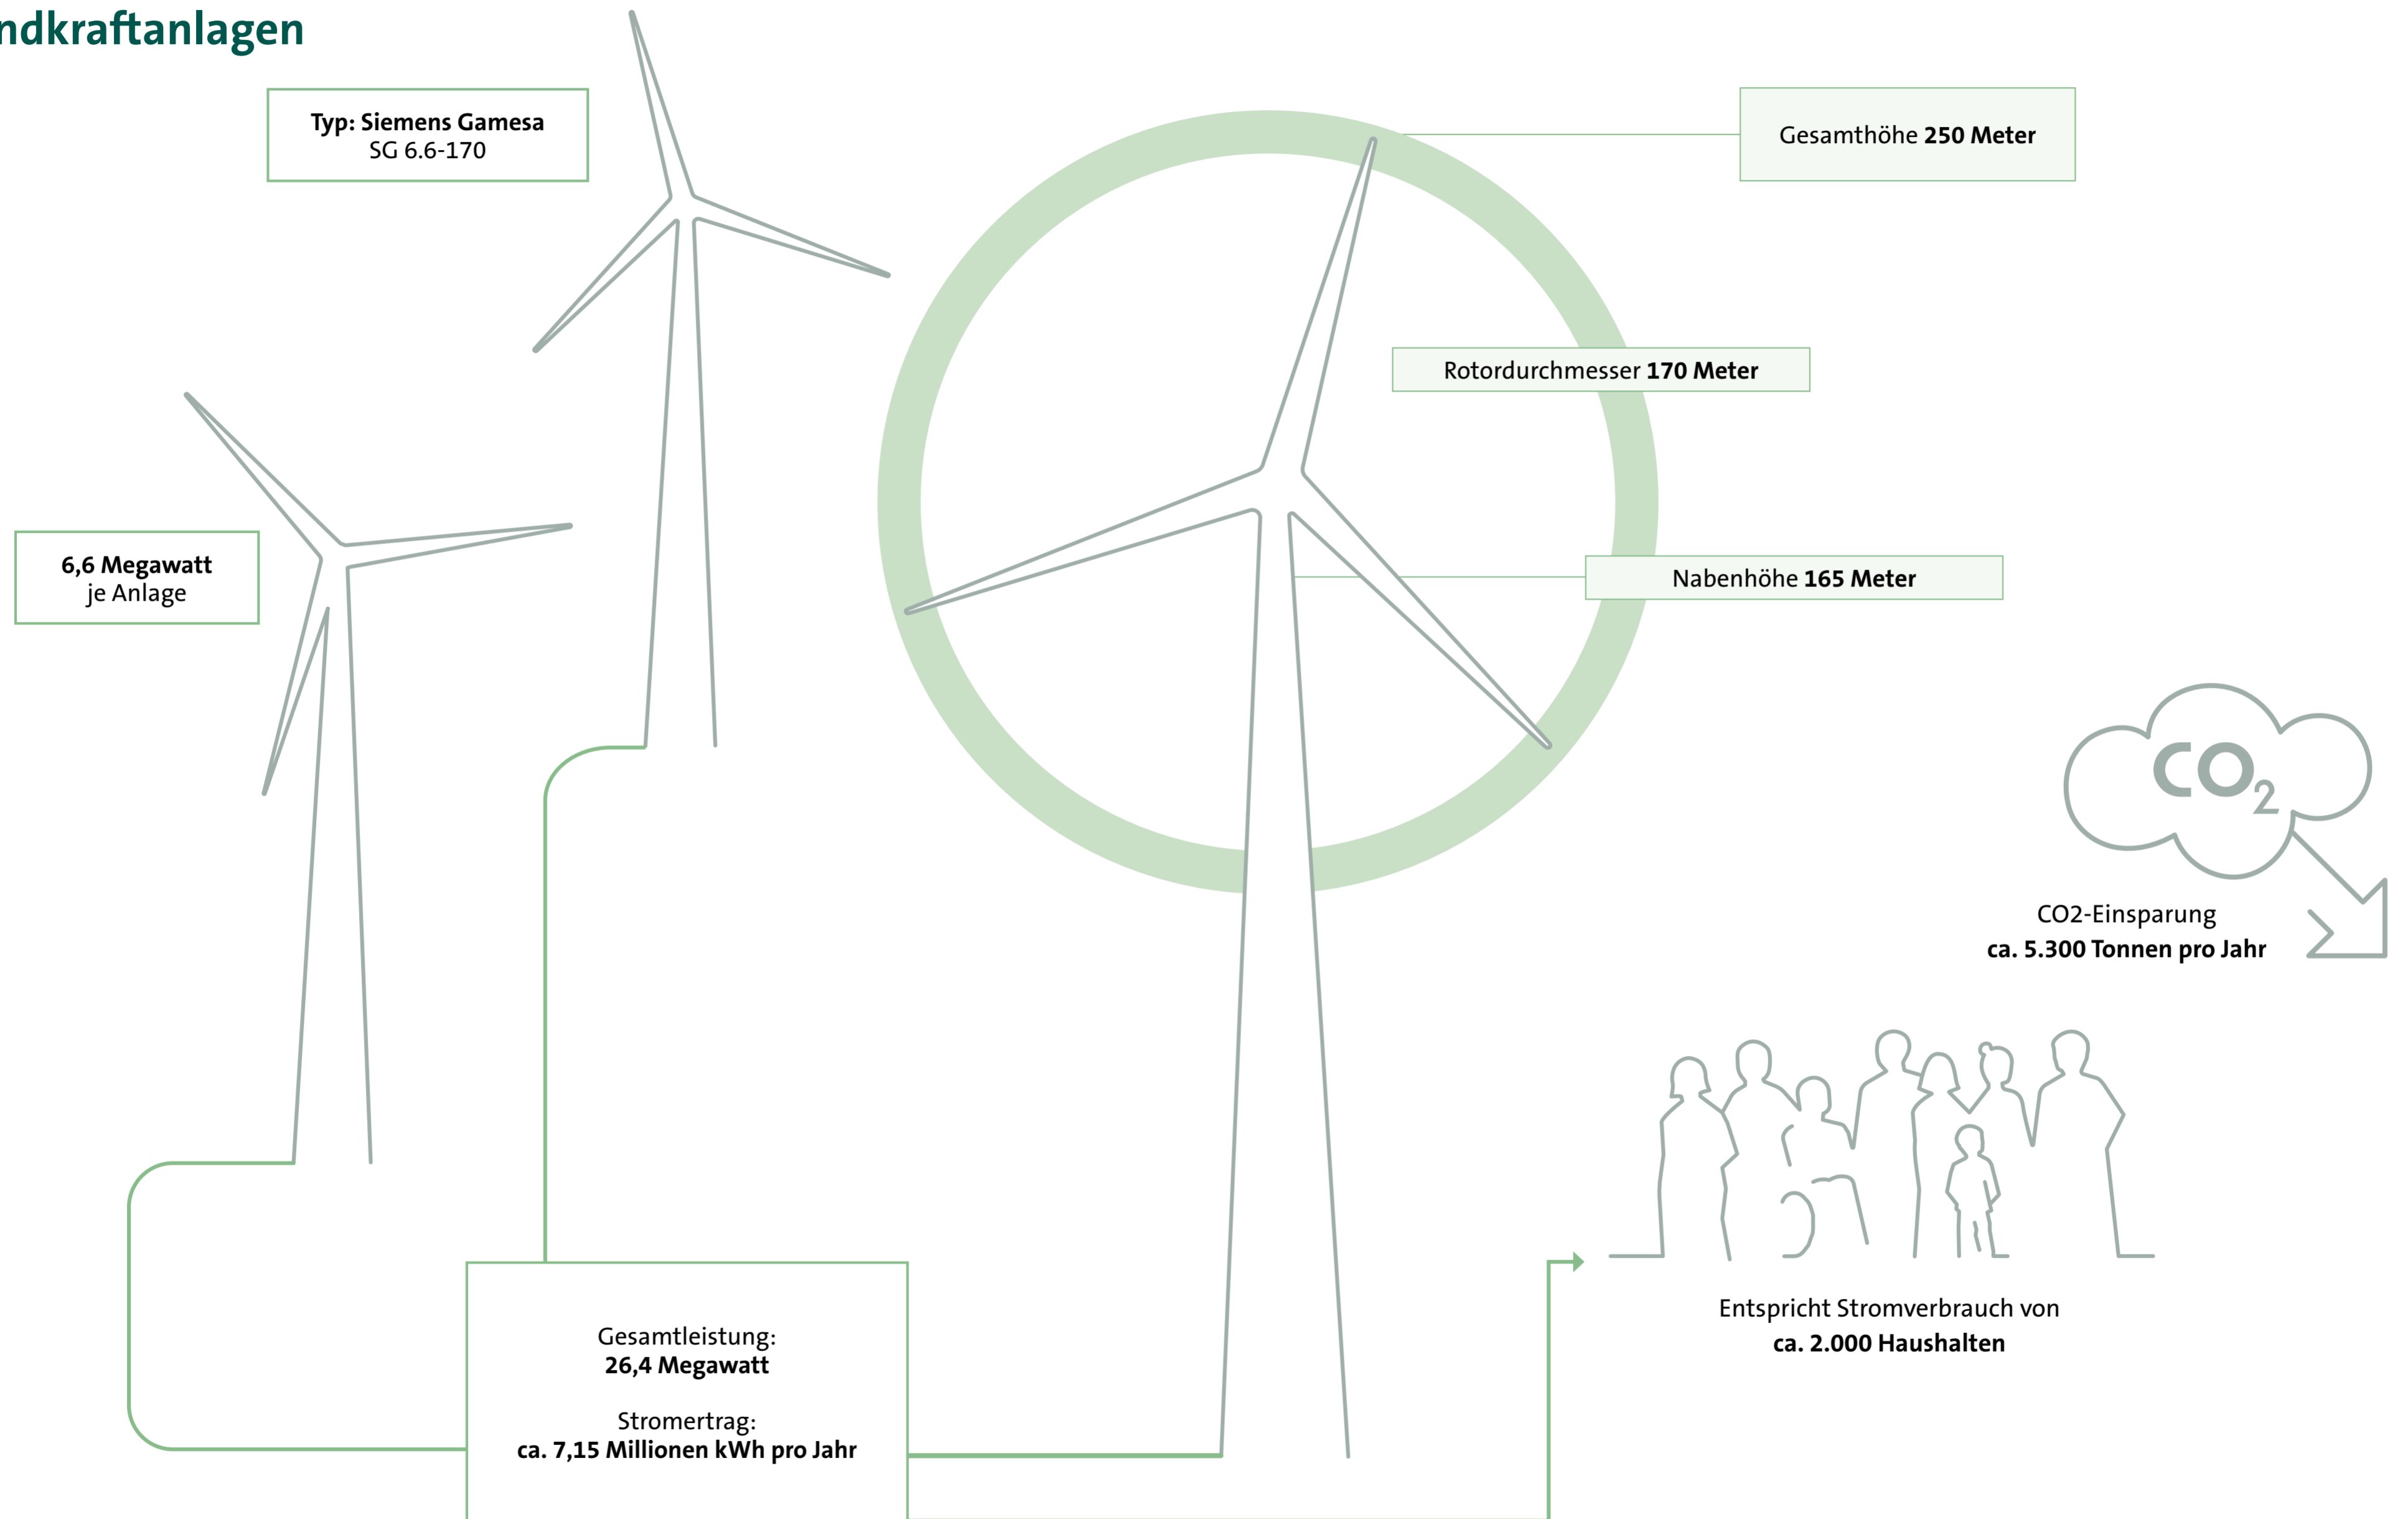 ndkraftanlagen
Typ: Siemens Gamesa
SG 6.6-170
Gesamthöhe 250 Meter
Rotordurchmesser 170 Meter
6,6 Megawatt
je Anlage
Nabenhöhe 165 Meter
CO2
CO2-Einsparung
ca. 5.300 Tonnen pro Jahr
Gesamtleistung:
26,4 Megawatt
Stromertrag:
ca. 7,15 Millionen kWh pro Jahr
Entspricht Stromverbrauch von
ca. 2.000 Haushalten